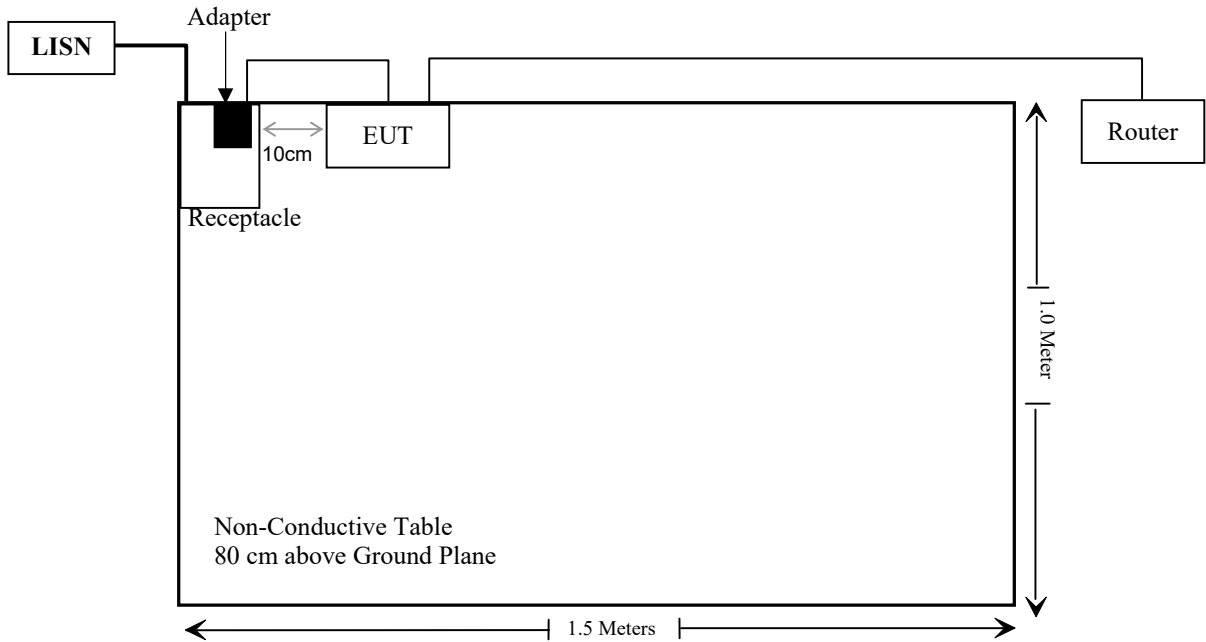 Adapter
LISN
EUT
10cm
Router
Receptacle
1.0 Meter
Non-Conductive Table
80 cm above Ground Plane
1.5 Meters